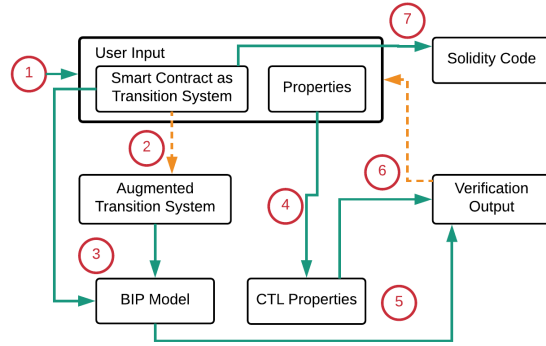 7
User Input
Solidity Code
1
Smart Contract as
Transition System
Properties
2
6
Augmented
Transition System
4
Verification
Output
3
BIP Model
CTL Properties
5